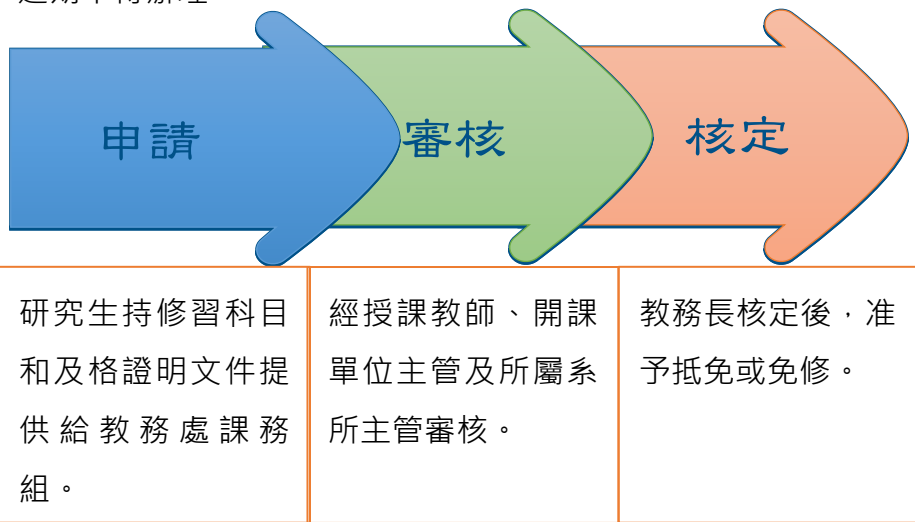 申請
審核
核定
研究生持修習科目
和及格證明文件提
供給教務處課務
組。
經授課教師、開課
單位主管及所屬系
所主管審核。
教務長核定後,准
予抵免或免修。